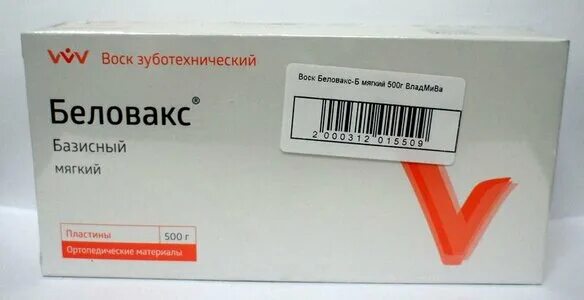 Воск зуботехнический
Воск Беловакс-Б мягкий 500г ВладМиВа
2 000312 015509
Беловакс®
Базисный
мягкий
Пластины 500 г
Ортопедические материалы